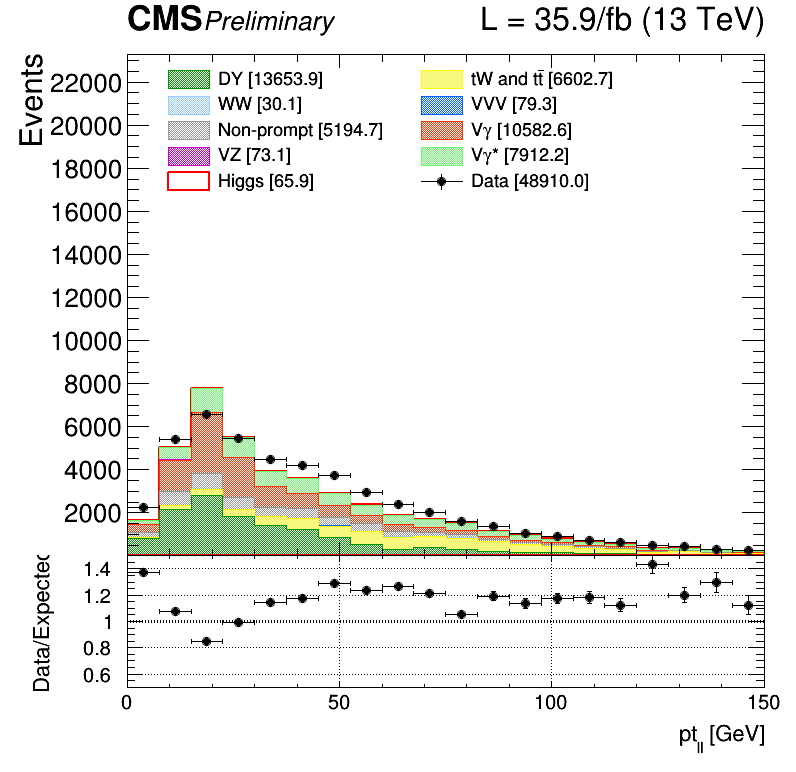 CMS Preliminary L = 35.9/fb (13 TeV)
Events
22000
20000
18000
16000
14000
12000
10000
8000
6000
4000
2000
DY [13653.9]
WW [30.1]
Non-prompt [5194.7]
VZ [73.1]
Higgs [65.9]
tW and tt̄ [6602.7]
VVV [79.3]
Vγ [10582.6]
Vγ* [7912.2]
Data [48910.0]
Data/Expected
1.4
1.2
1
0.8
0.6
0 50 100 150
pt_ll [GeV]